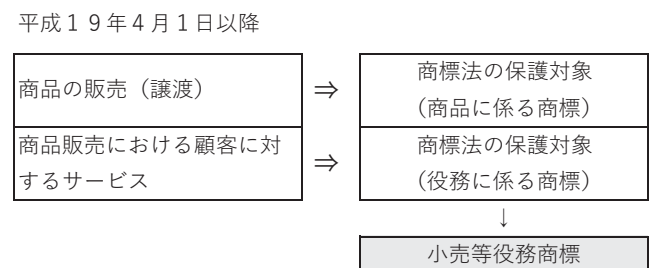 平成１９年４月１日以降
商品の販売（譲渡）
⇒
商標法の保護対象
（商品に係る商標）
商品販売における顧客に対
するサービス
⇒
商標法の保護対象
（役務に係る商標）
↓
小売等役務商標